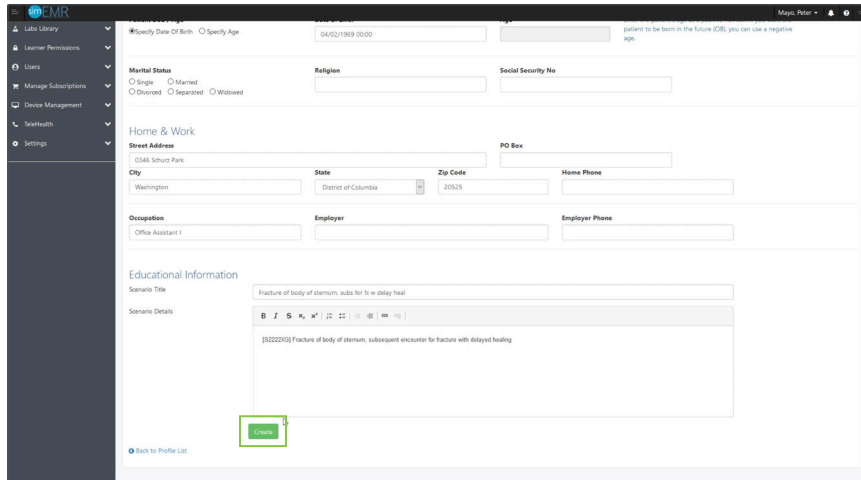 simEMR
Mayo, Peter
Labs Library
Learner Permissions
Users
Manage Subscriptions
Device Management
TeleHealth
Settings
Specify Date Of Birth Specify Age
04/02/1969 00:00
patient to be born in the future (OB), you can use a negative
age.
Marital Status
Single Married
Divorced Separated Widowed
Religion
Social Security No
Home & Work
Street Address
0346 Schurz Park
PO Box
City
Washington
State
District of Columbia
Zip Code
20525
Home Phone
Occupation
Office Assistant I
Employer
Employer Phone
Educational Information
Scenario Title
Fracture of body of sternum, subs for fx w delay heal
Scenario Details
B I S x₂ x²
[S2222XG] Fracture of body of sternum, subsequent encounter for fracture with delayed healing
Create
Back to Profile List